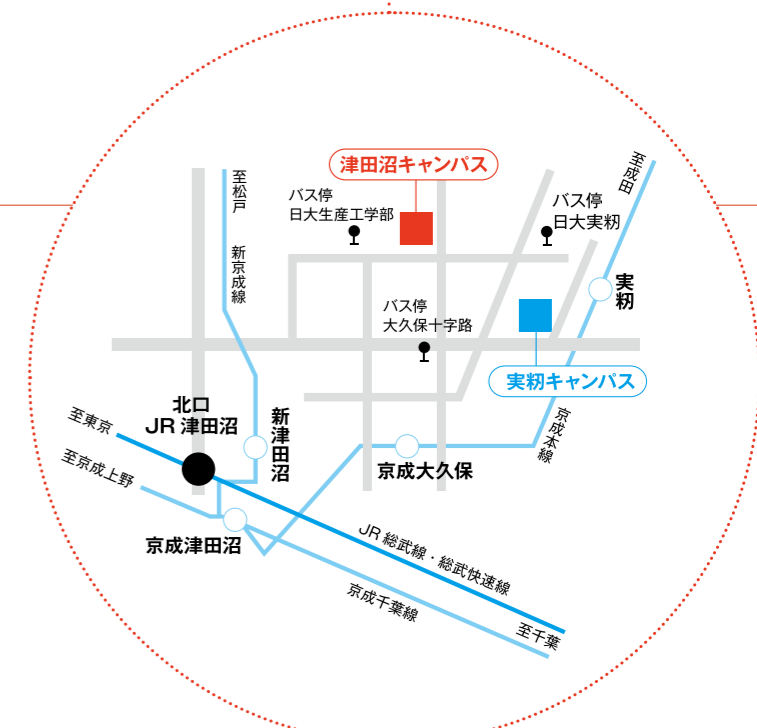 津田沼キャンパス
至成田
至松戸
バス停
日大生産工学部
バス停
日大実籾
新京成線
実籾
バス停
大久保十字路
実籾キャンパス
北口
JR 津田沼
至東京
新津田沼
京成本線
至京成上野
京成大久保
京成津田沼
JR 総武線・総武快速線
京成千葉線
至千葉